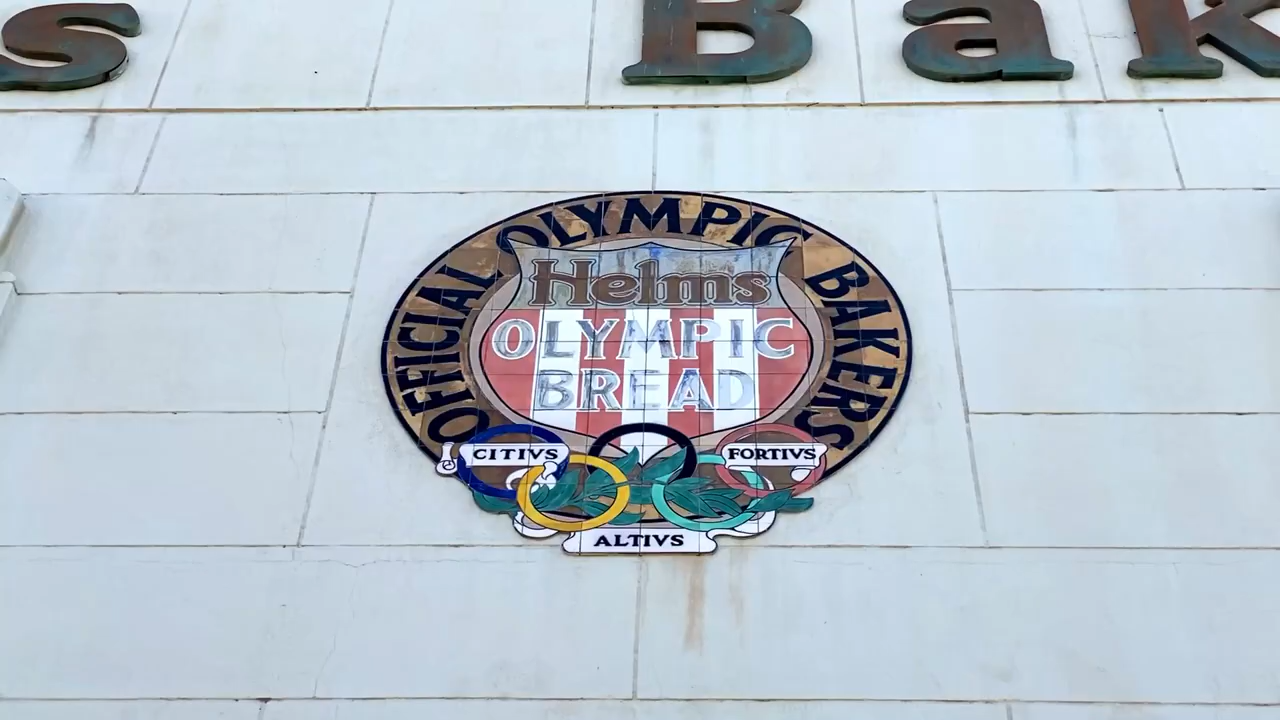 s Bak
OFFICIAL OLYMPIC BAKERS
Helms
OLYMPIC
BREAD
CITIVS
FORTIVS
ALTIVS